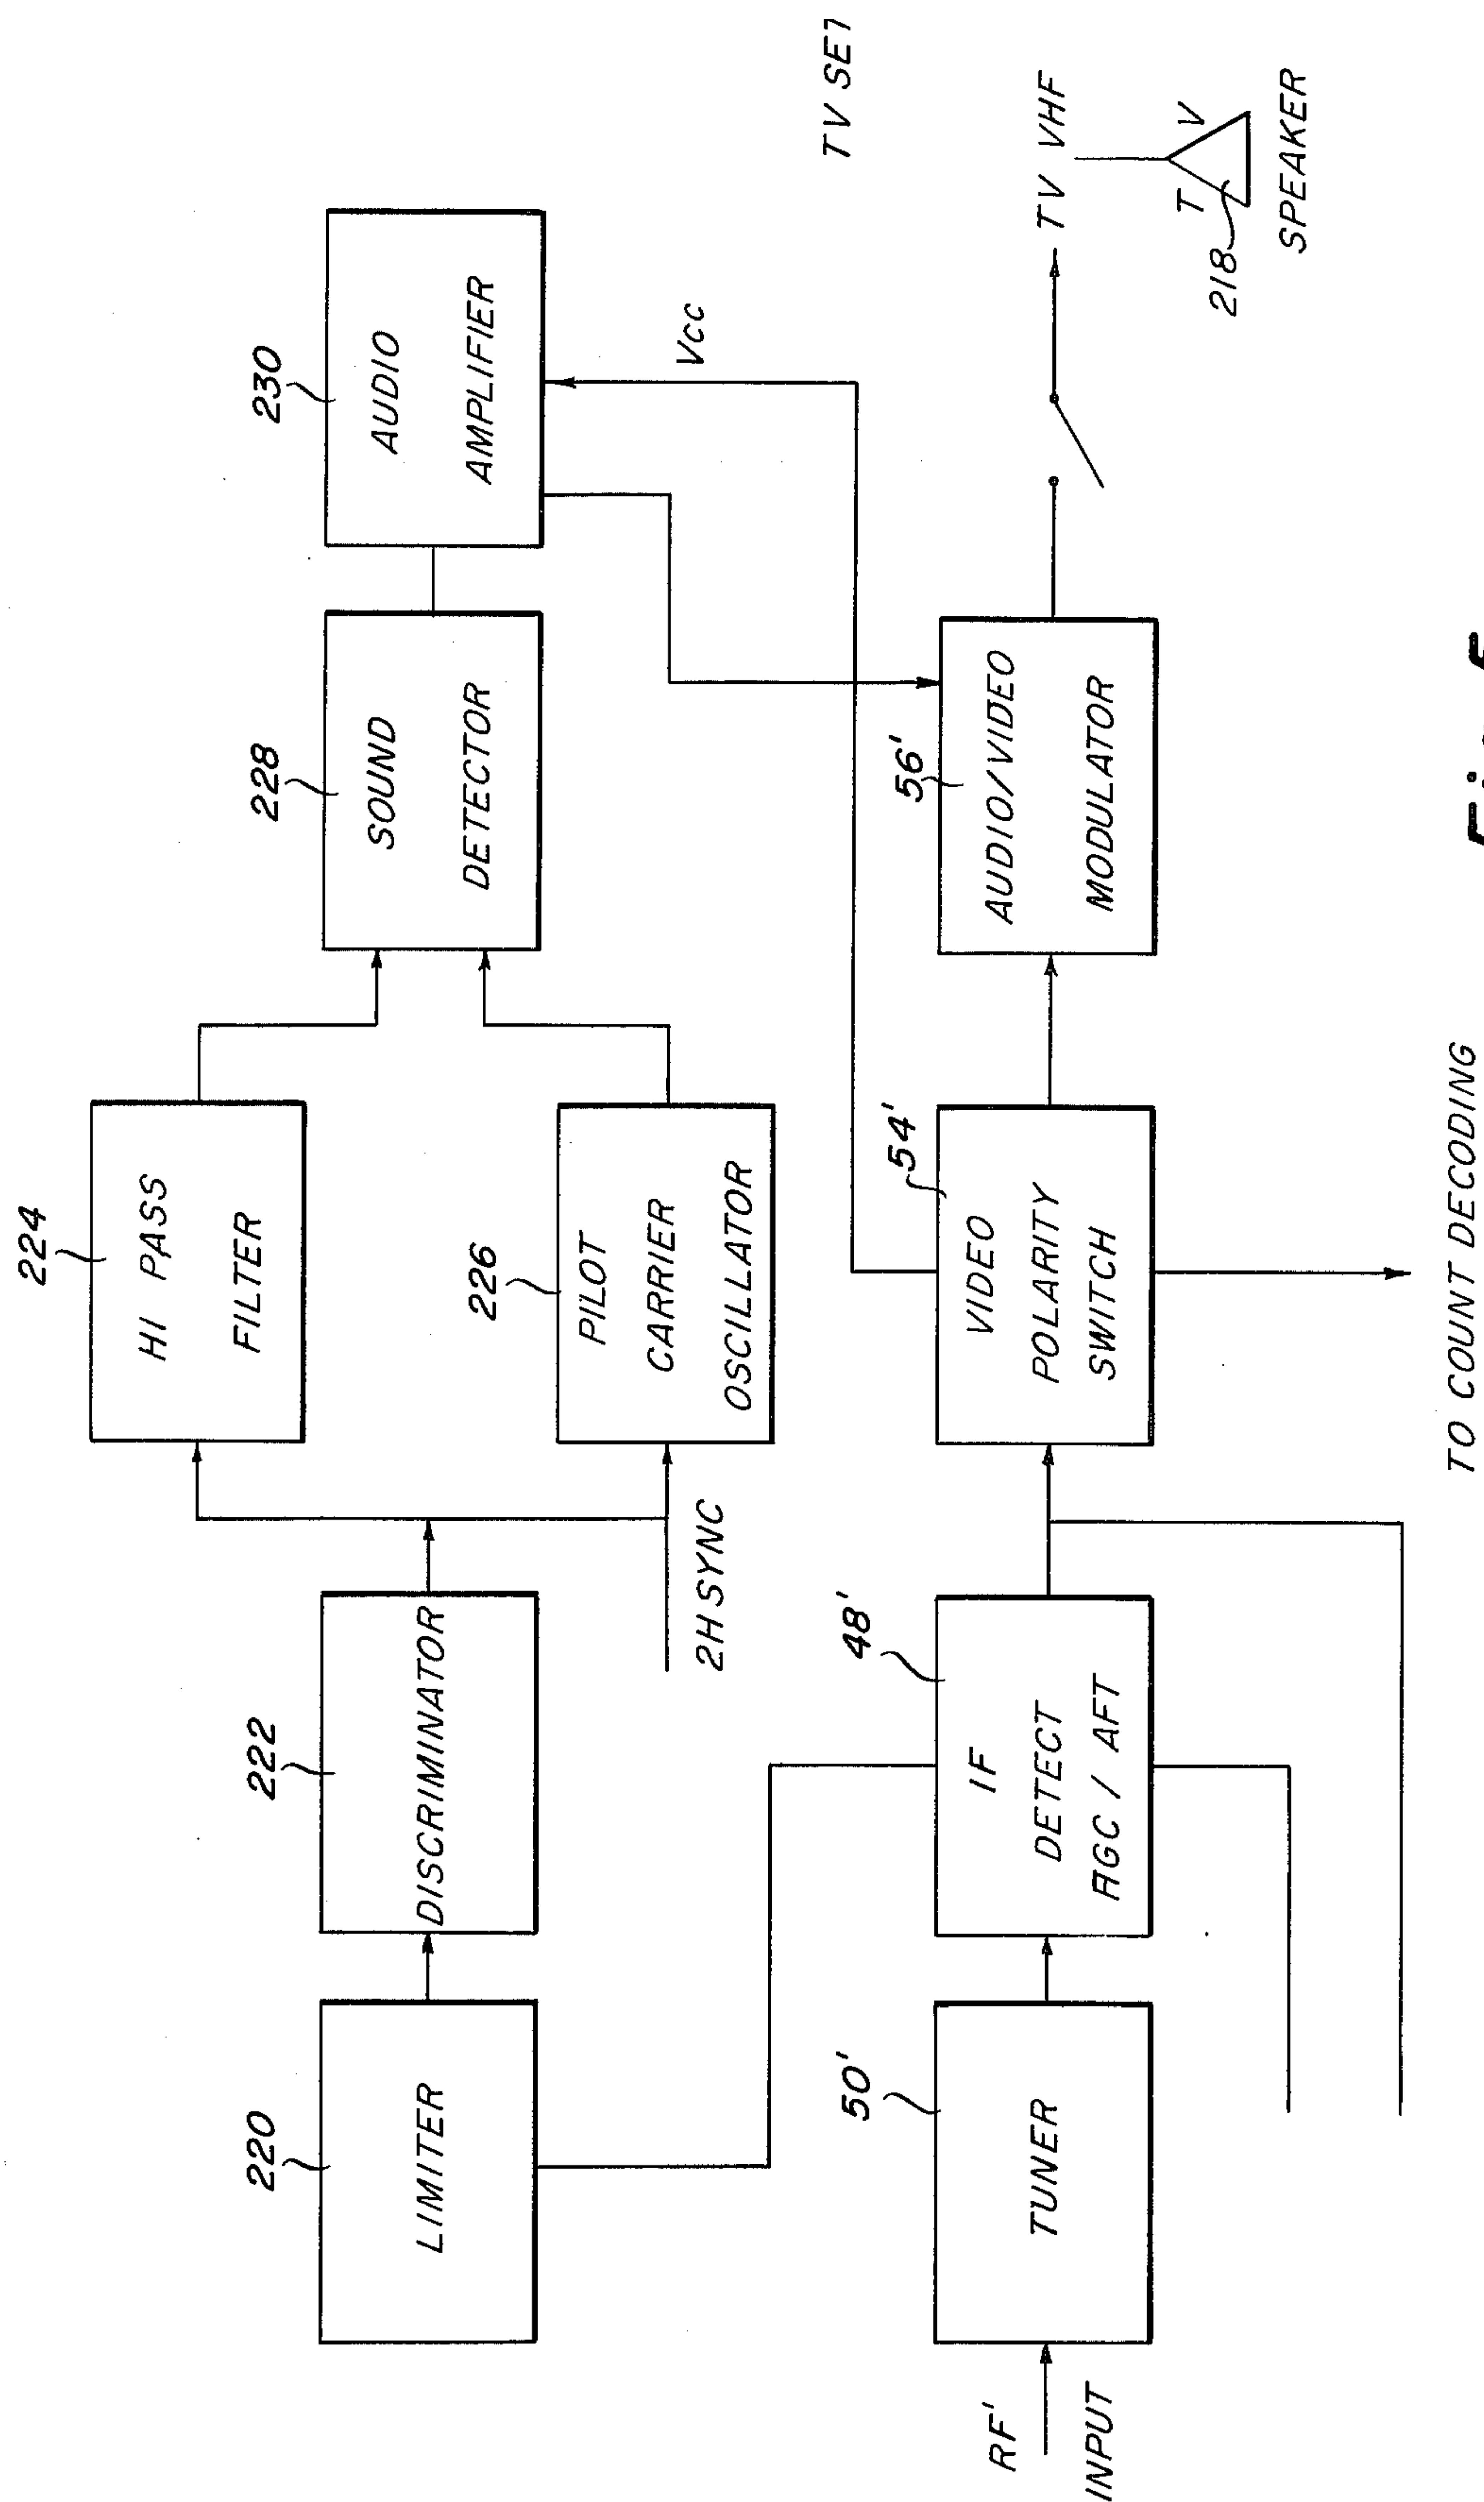 224
HI PASS
FILTER
220
LIMITER
222
DISCRIMINATOR
226
PILOT
CARRIER
OSCILLATOR
2H SYNC
228
SOUND
DETECTOR
230
AUDIO
AMPLIFIER
Vcc
TV SET
RF'
INPUT
50'
TUNER
48'
IF
DETECT
AGC / AFT
54'
VIDEO
POLARITY
SWITCH
56'
AUDIO/VIDEO
MODULATOR
TV VHF
T V
218
SPEAKER
TO COUNT DECODING